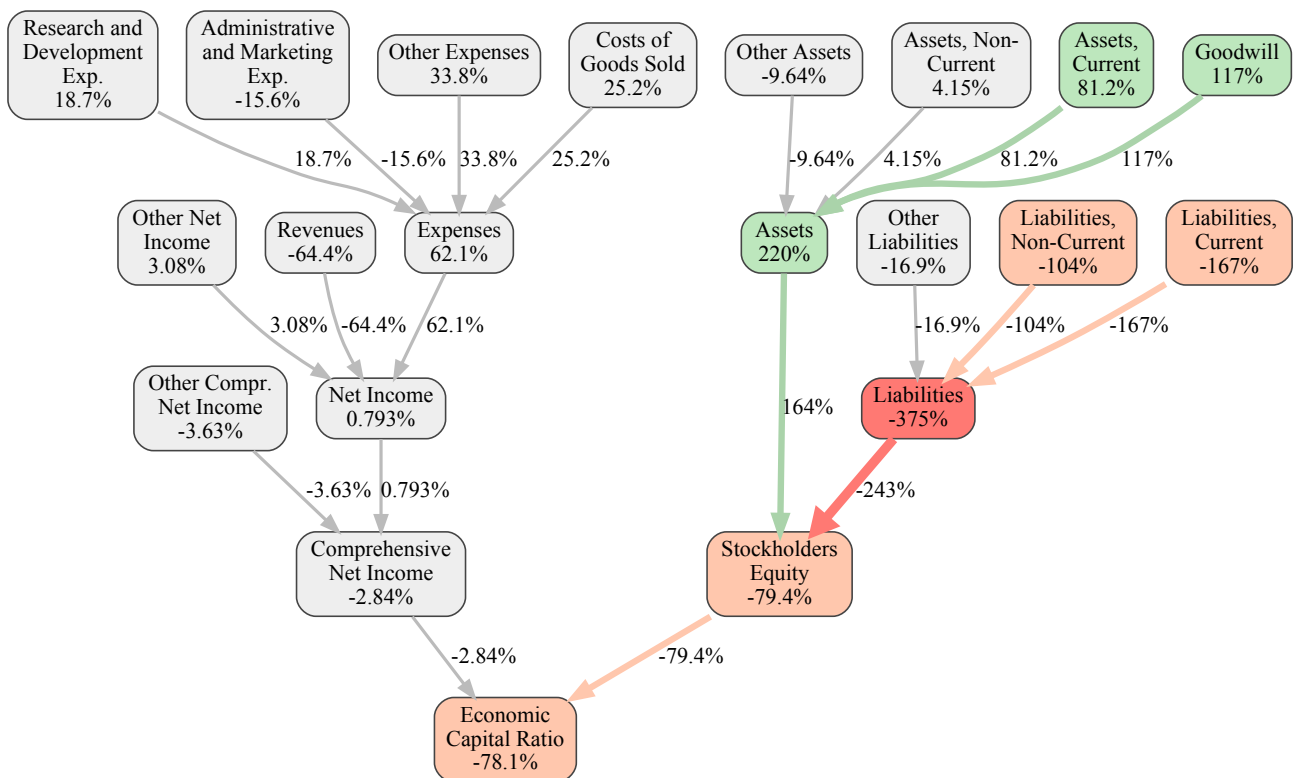 Research and
Development
Exp.
18.7%
Administrative
and Marketing
Exp.
-15.6%
Other Expenses
33.8%
Costs of
Goods Sold
25.2%
Other Assets
-9.64%
Assets, Non-
Current
4.15%
Assets,
Current
81.2%
Goodwill
117%
18.7%
-15.6%
33.8%
25.2%
-9.64%
4.15%
81.2%
117%
Other Net
Income
3.08%
Revenues
-64.4%
Expenses
62.1%
Assets
220%
Other
Liabilities
-16.9%
Liabilities,
Non-Current
-104%
Liabilities,
Current
-167%
3.08%
-64.4%
62.1%
-16.9%
-104%
-167%
Other Compr.
Net Income
-3.63%
Net Income
0.793%
164%
Liabilities
-375%
-3.63%
0.793%
-243%
Comprehensive
Net Income
-2.84%
Stockholders
Equity
-79.4%
-2.84%
-79.4%
Economic
Capital Ratio
-78.1%